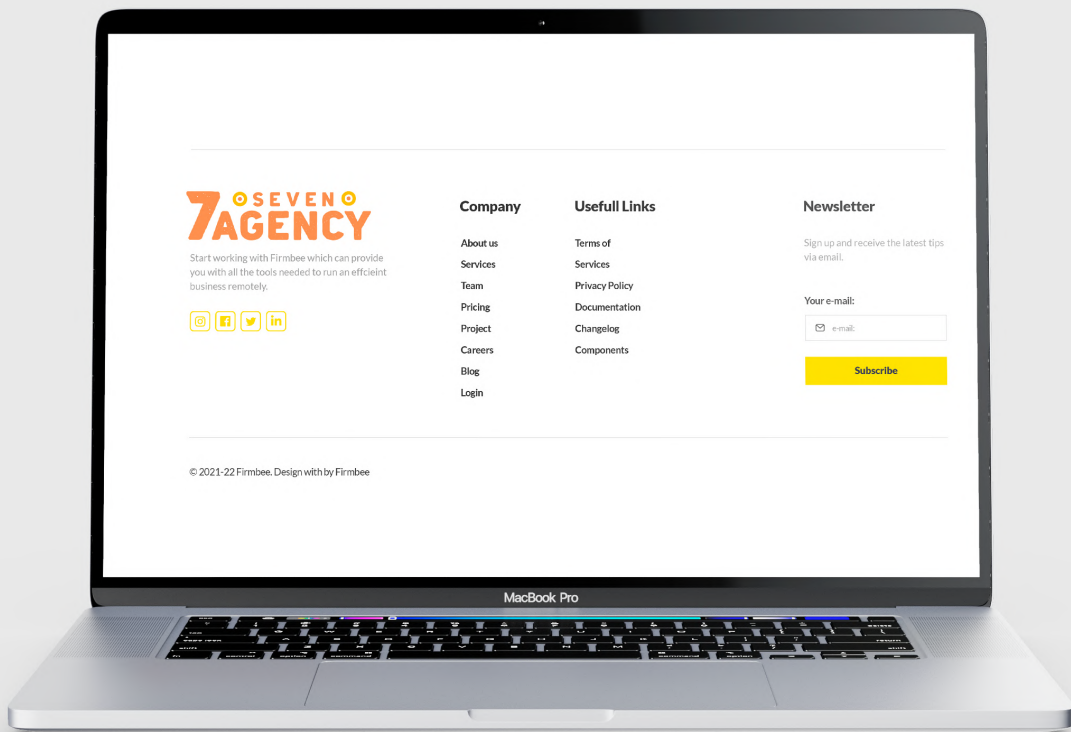 7 SEVEN
AGENCY
Start working with Firmbee which can provide
you with all the tools needed to run an effcieint
business remotely.
Company
About us
Services
Team
Pricing
Project
Careers
Blog
Login
Usefull Links
Terms of
Services
Privacy Policy
Documentation
Changelog
Components
Newsletter
Sign up and receive the latest tips
via email.
Your e-mail:
e-mail:
Subscribe
© 2021-22 Firmbee. Design with by Firmbee
MacBook Pro